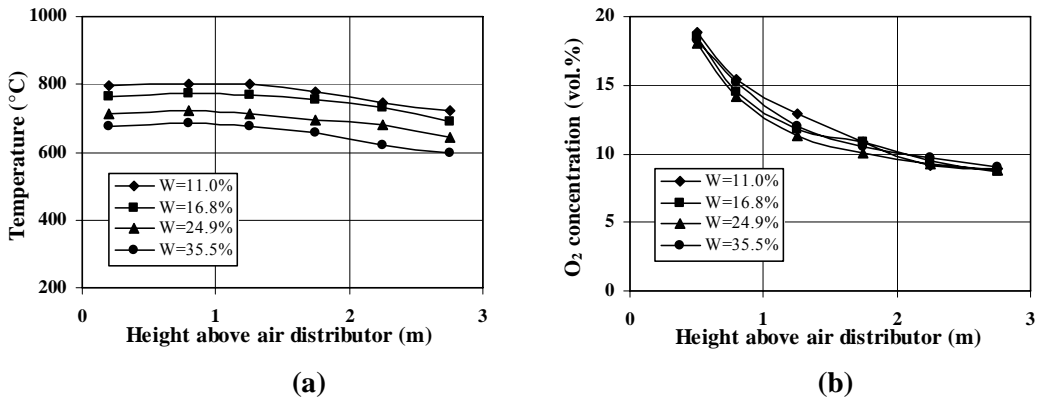 1000
800
600
400
200
Temperature (°C)
W=11.0%
W=16.8%
W=24.9%
W=35.5%
0 1 2 3
Height above air distributor (m)
(a)
20
15
10
5
0
O₂ concentration (vol.%)
W=11.0%
W=16.8%
W=24.9%
W=35.5%
0 1 2 3
Height above air distributor (m)
(b)